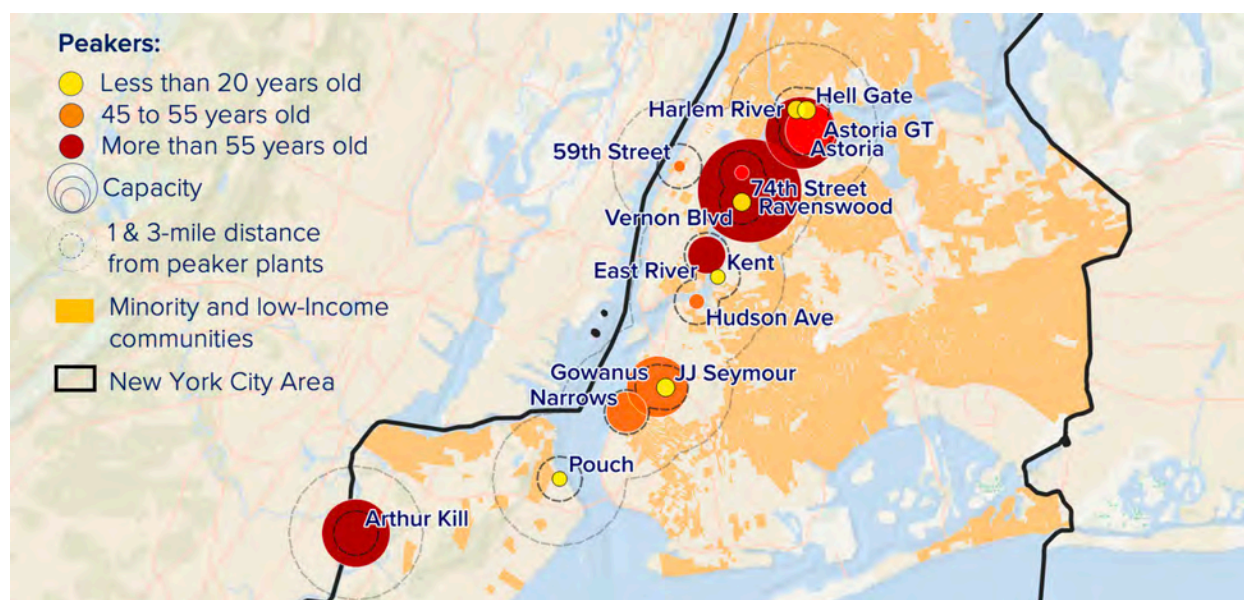 Peakers:
Less than 20 years old
45 to 55 years old
More than 55 years old
Capacity
1 & 3-mile distance
from peaker plants
Minority and low-Income
communities
New York City Area
Harlem River
Hell Gate
Astoria GT
Astoria
59th Street
74th Street
Ravenswood
Vernon Blvd
East River
Kent
Hudson Ave
Gowanus
JJ Seymour
Narrows
Pouch
Arthur Kill